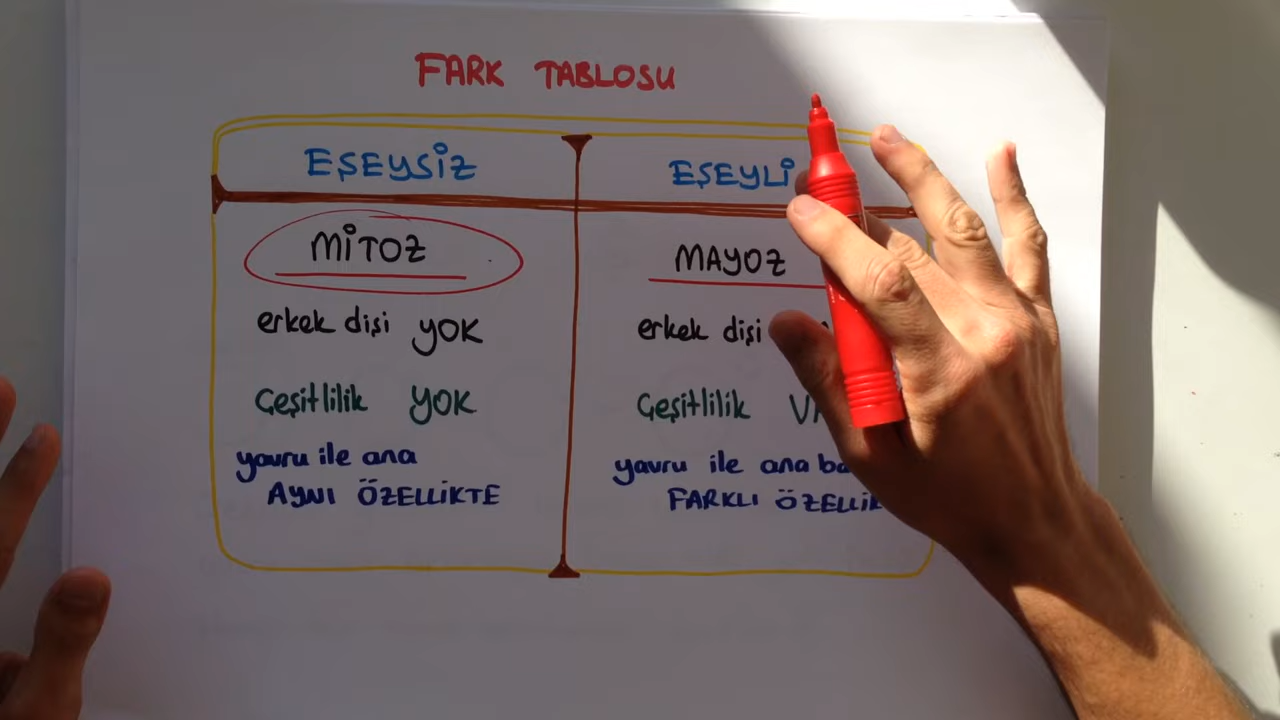 FARK TABLOSU
EŞEYSİZ
MİTOZ
erkek dişi YOK
Çeşitlilik YOK
yavru ile ana
AYNI ÖZELLİKTE
EŞEYLİ
MAYOZ
erkek dişi
Çeşitlilik
yavru ile ana
FARKLI